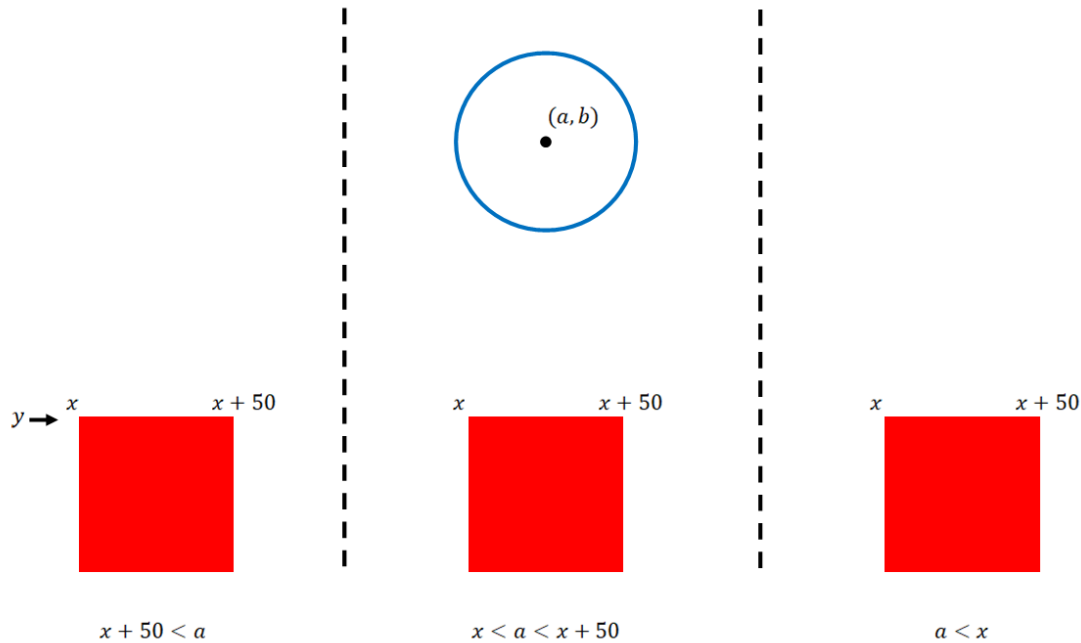 (a, b)
y
x x + 50
x x + 50
x x + 50
x + 50 < a
x < a < x + 50
a < x